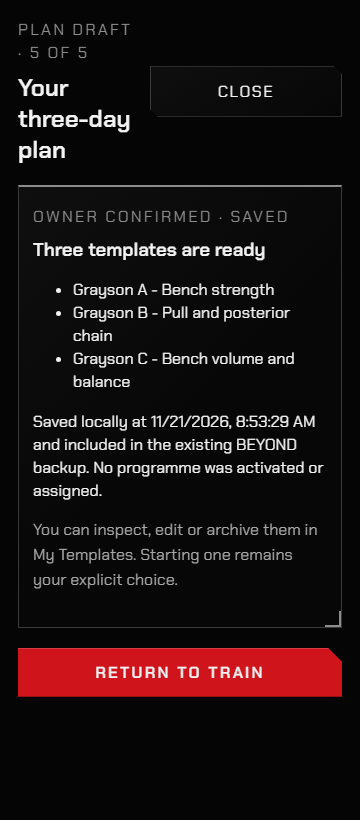 PLAN DRAFT
· 5 OF 5
Your
three-day
plan
CLOSE
OWNER CONFIRMED · SAVED
Three templates are ready
• Grayson A - Bench strength
• Grayson B - Pull and posterior
chain
• Grayson C - Bench volume and
balance
Saved locally at 11/21/2026, 8:53:29 AM
and included in the existing BEYOND
backup. No programme was activated or
assigned.
You can inspect, edit or archive them in
My Templates. Starting one remains
your explicit choice.
RETURN TO TRAIN